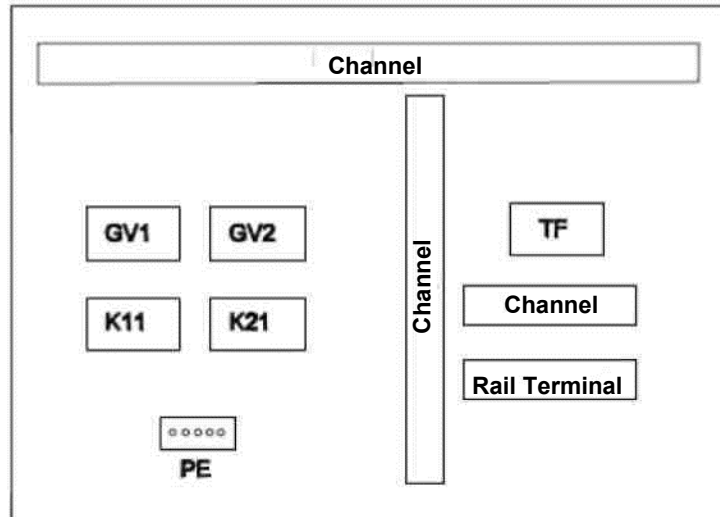 Channel
GV1
GV2
TF
Channel
Channel
K11
K21
Rail Terminal
PE